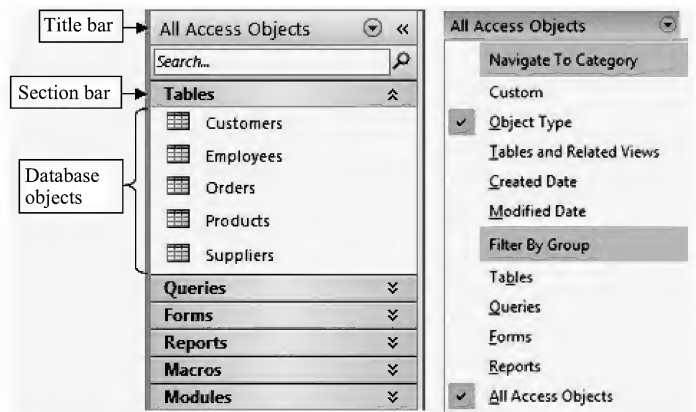 Title bar
All Access Objects
Search...
Section bar
Tables
Database
objects
Customers
Employees
Orders
Products
Suppliers
Queries
Forms
Reports
Macros
Modules
All Access Objects
Navigate To Category
Custom
Object Type
Tables and Related Views
Created Date
Modified Date
Filter By Group
Tables
Queries
Forms
Reports
All Access Objects